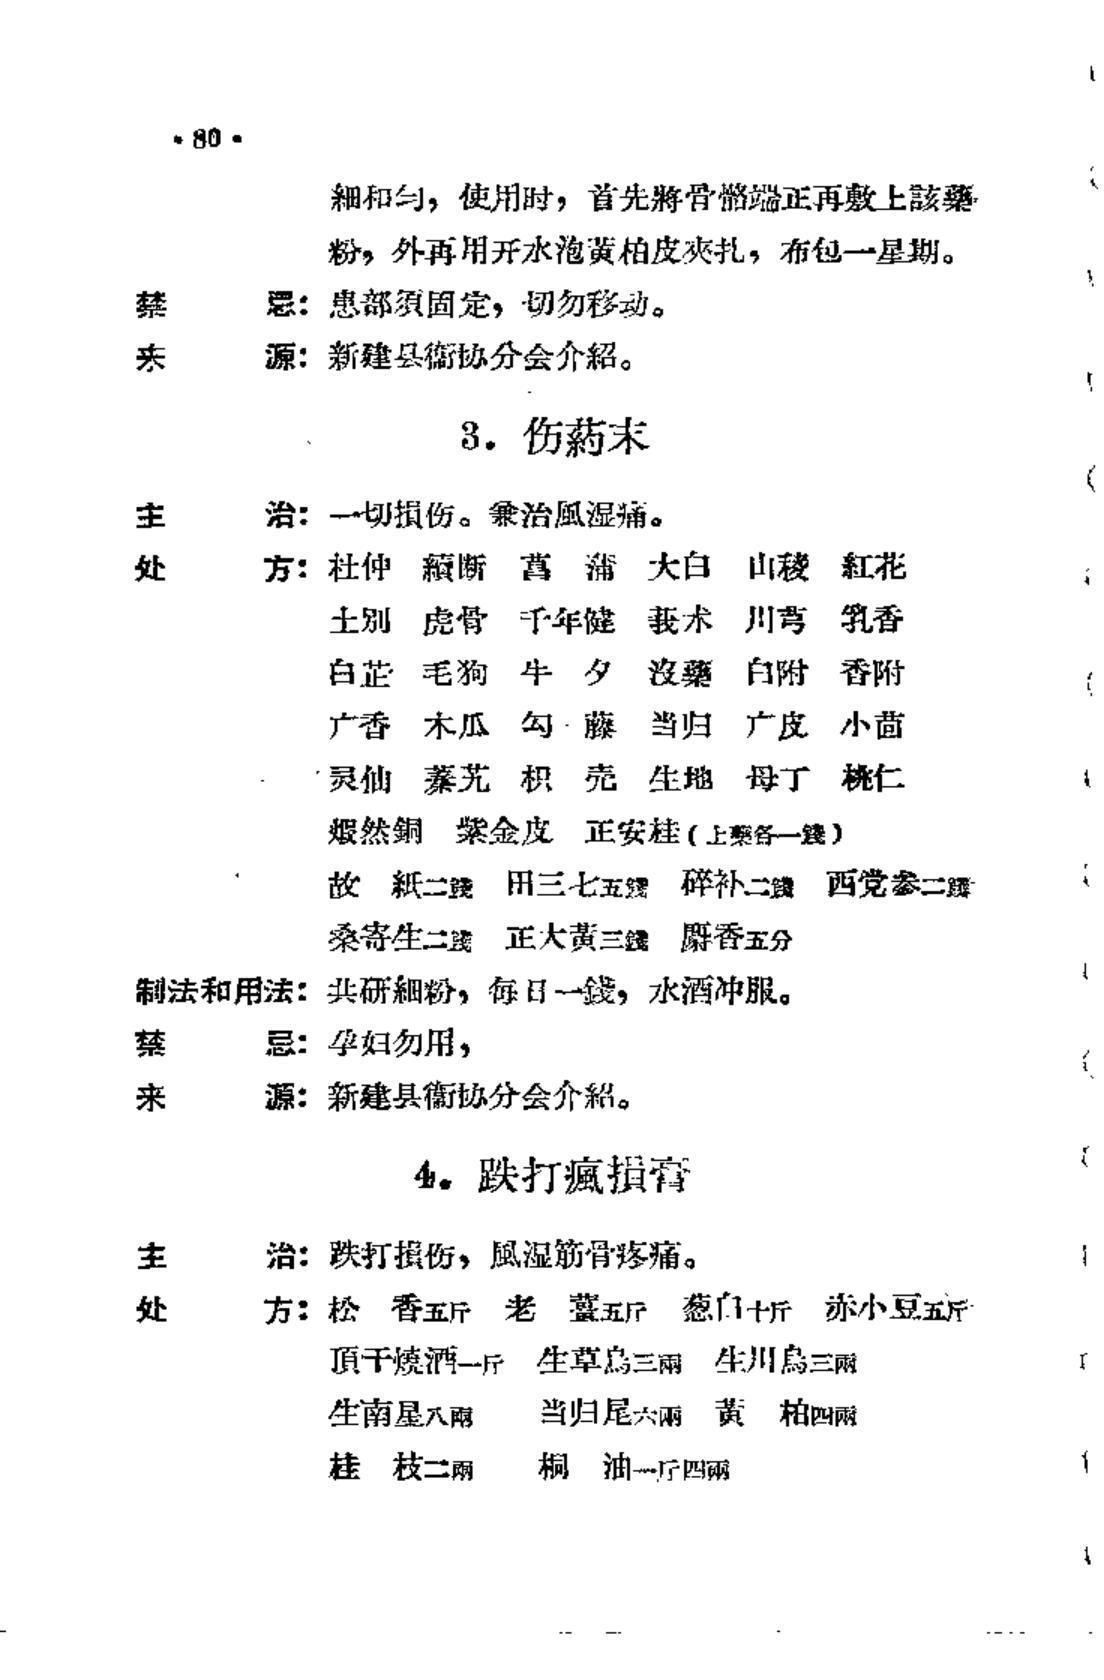 • 80 •
細和匀，使用时，首先將骨骼端正再敷上該藥
粉，外再用开水泡黃柏皮夾扎，布包一星期。
禁　　忌：患部須固定，切勿移动。
来　　源：新建县衞协分会介紹。
3．伤葯末
主　　治：一切損伤。兼治風湿痛。
处　　方：杜仲　續断　菖　蒲　大白　山稜　紅花
土別　虎骨　千年健　莪术　川芎　乳香
白芷　毛狗　牛　夕　沒藥　白附　香附
广香　木瓜　勾　藤　当归　广皮　小茴
灵仙　蓁艽　枳　壳　生地　母丁　桃仁
煆然銅　紫金皮　正安桂（上藥各一錢）
故　紙二錢　田三七五錢　碎补二錢　西党参二錢
桑寄生二錢　正大黃三錢　麝香五分
制法和用法：共研細粉，每日一錢，水酒冲服。
禁　　忌：孕妇勿用，
来　　源：新建县衞协分会介紹。
4．跌打瘋損膏
主　　治：跌打損伤，風湿筋骨疼痛。
处　　方：松　香五斤　老　薑五斤　葱白十斤　赤小豆五斤
頂干燒酒一斤　生草烏三兩　生川烏三兩
生南星八兩　当归尾六兩　黃　柏四兩
桂　枝二兩　桐　油一斤四兩